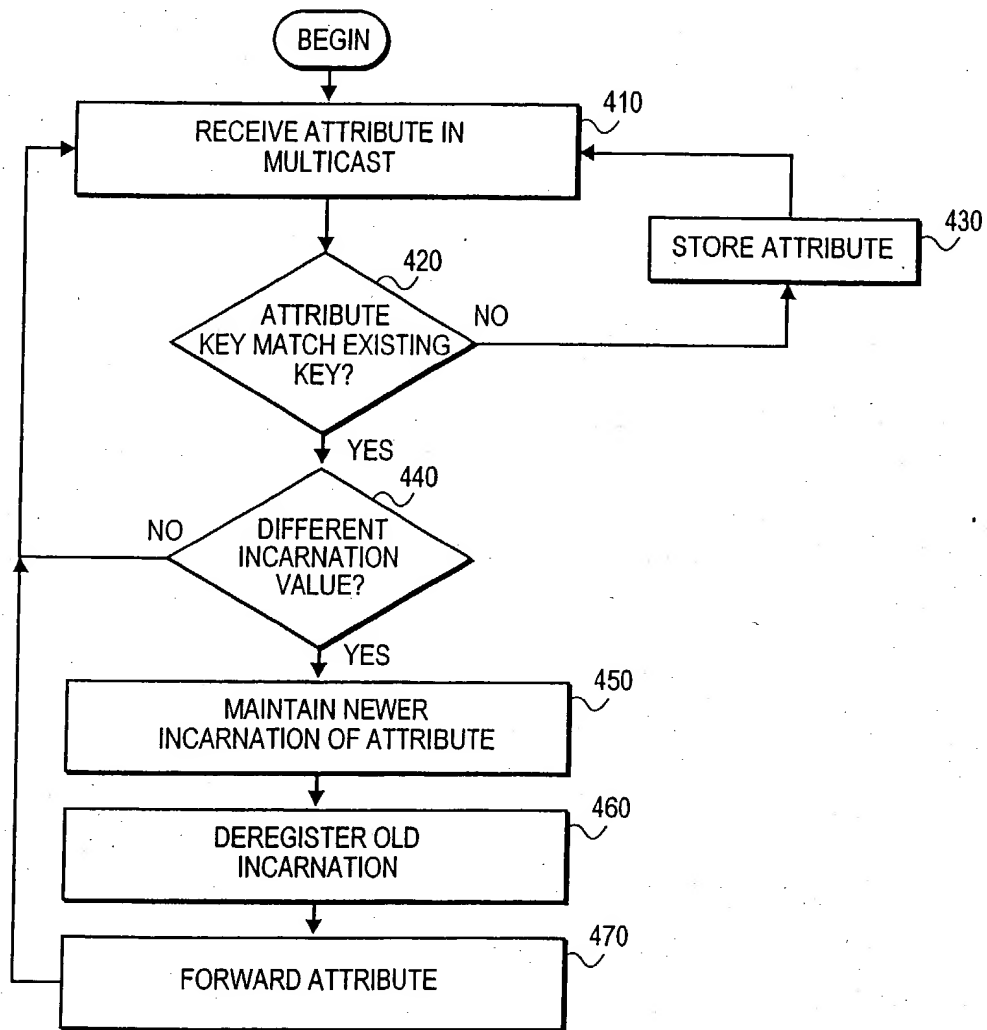 BEGIN
RECEIVE ATTRIBUTE IN
MULTICAST
410
STORE ATTRIBUTE
430
420
ATTRIBUTE
KEY MATCH EXISTING
KEY?
NO
YES
440
DIFFERENT
INCARNATION
VALUE?
NO
YES
450
MAINTAIN NEWER
INCARNATION OF ATTRIBUTE
460
DEREGISTER OLD
INCARNATION
470
FORWARD ATTRIBUTE